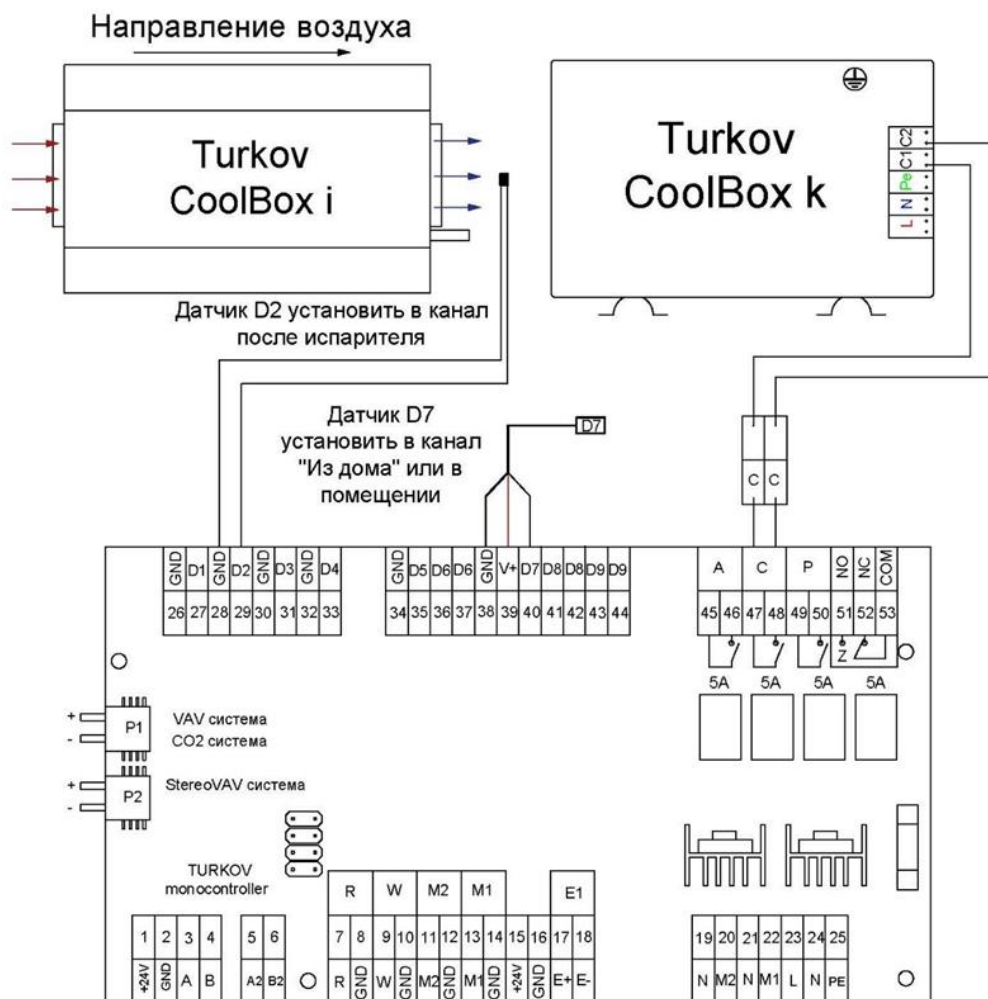 Направление воздуха
Turkov
CoolBox i
Turkov
CoolBox k
C2
C1
Pe
N
L
Датчик D2 установить в канал
после испарителя
Датчик D7
установить в канал
"Из дома" или в
помещении
D7
C C
GND D1 GND D2 GND D3 GND D4
26 27 28 29 30 31 32 33
GND D5 D6 D6 GND V+ D7 D8 D8 D9 D9
34 35 36 37 38 39 40 41 42 43 44
A C P NO NC COM
45 46 47 48 49 50 51 52 53
Z
5A 5A 5A 5A
+ P1 VAV система
- CO2 система
+ P2 StereoVAV система
-
TURKOV
monocontroller
R W M2 M1 E1
1 2 3 4 5 6 7 8 9 10 11 12 13 14 15 16 17 18 19 20 21 22 23 24 25
+24V GND A B A2 B2 R GND W GND M2 GND M1 GND +24V GND E+ E- N M2 N M1 L N PE